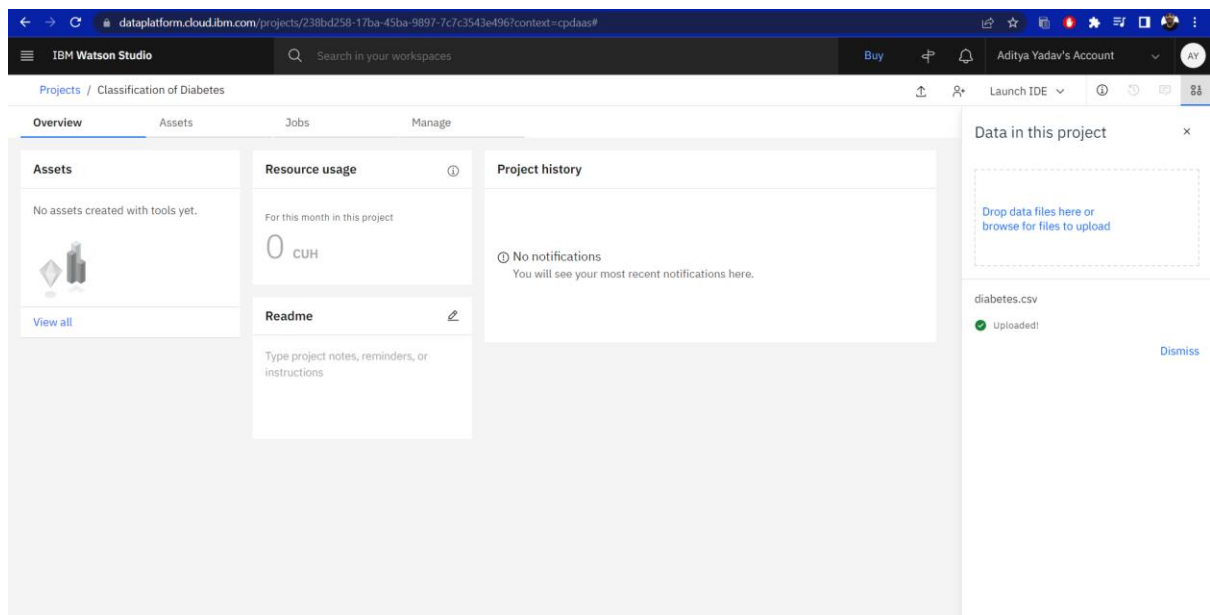 dataplatform.cloud.ibm.com/projects/238bd258-17ba-45ba-9897-7c7c3543e496?context=cpdaas#
IBM Watson Studio
Search in your workspaces
Buy
Aditya Yadav's Account
AY
Projects / Classification of Diabetes
Launch IDE
Overview
Assets
Jobs
Manage
Data in this project
Assets
No assets created with tools yet.
View all
Resource usage
For this month in this project
0 CUH
Readme
Type project notes, reminders, or
instructions
Project history
No notifications
You will see your most recent notifications here.
Drop data files here or
browse for files to upload
diabetes.csv
Uploaded!
Dismiss